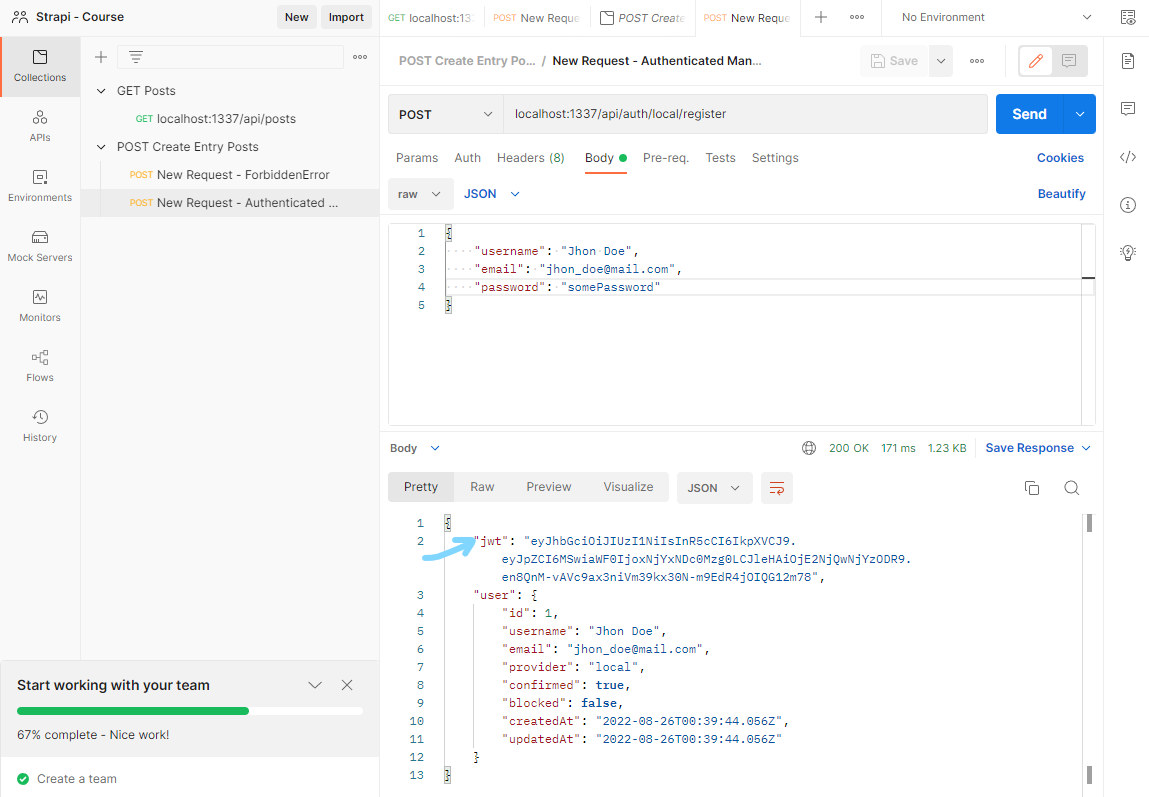 Strapi - Course
New
Import
GET localhost:13
POST New Reque
POST Create
POST New Reque
No Environment
Collections
APIs
Environments
Mock Servers
Monitors
Flows
History
GET Posts
GET localhost:1337/api/posts
POST Create Entry Posts
POST New Request - ForbiddenError
POST New Request - Authenticated ...
POST Create Entry Po... / New Request - Authenticated Man...
Save
POST
localhost:1337/api/auth/local/register
Send
Params Auth Headers (8) Body Pre-req. Tests Settings
Cookies
raw
JSON
Beautify
1 {
2 "username": "Jhon Doe",
3 "email": "jhon_doe@mail.com",
4 "password": "somePassword"
5 }
Body
200 OK 171 ms 1.23 KB
Save Response
Pretty Raw Preview Visualize
JSON
1 {
2 "jwt": "eyJhbGciOiJIUzI1NiIsInR5cCI6IkpXVCJ9.
eyJpZCI6MSwiaWF0IjoxNjYxNDc0Mzg0LCJleHAiOjE2NjQwNjYzODR9.
en8QnM-vAVc9ax3niVm39kx30N-m9EdR4jOIQG12m78",
3 "user": {
4 "id": 1,
5 "username": "Jhon Doe",
6 "email": "jhon_doe@mail.com",
7 "provider": "local",
8 "confirmed": true,
9 "blocked": false,
10 "createdAt": "2022-08-26T00:39:44.056Z",
11 "updatedAt": "2022-08-26T00:39:44.056Z"
12 }
13 }
Start working with your team
67% complete - Nice work!
Create a team